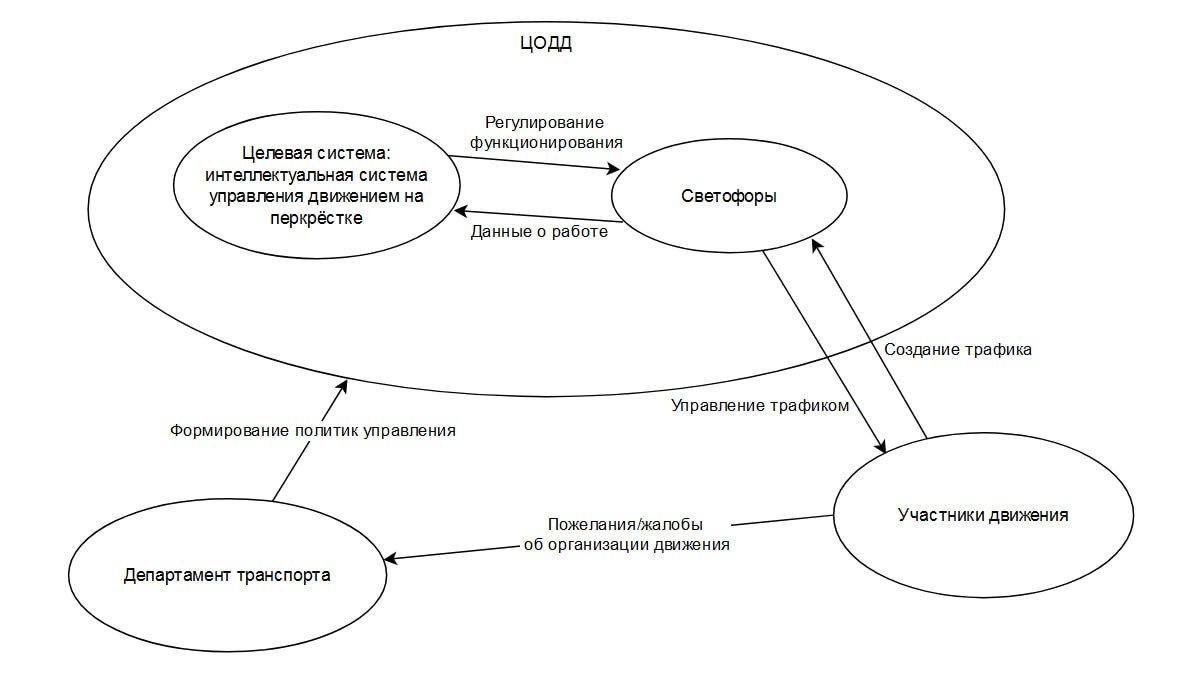 ЦОДД
Целевая система:
интеллектуальная система
управления движением на
перкрёстке
Регулирование
функционирования
Светофоры
Данные о работе
Создание трафика
Управление трафиком
Формирование политик управления
Участники движения
Пожелания/жалобы
об организации движения
Департамент транспорта